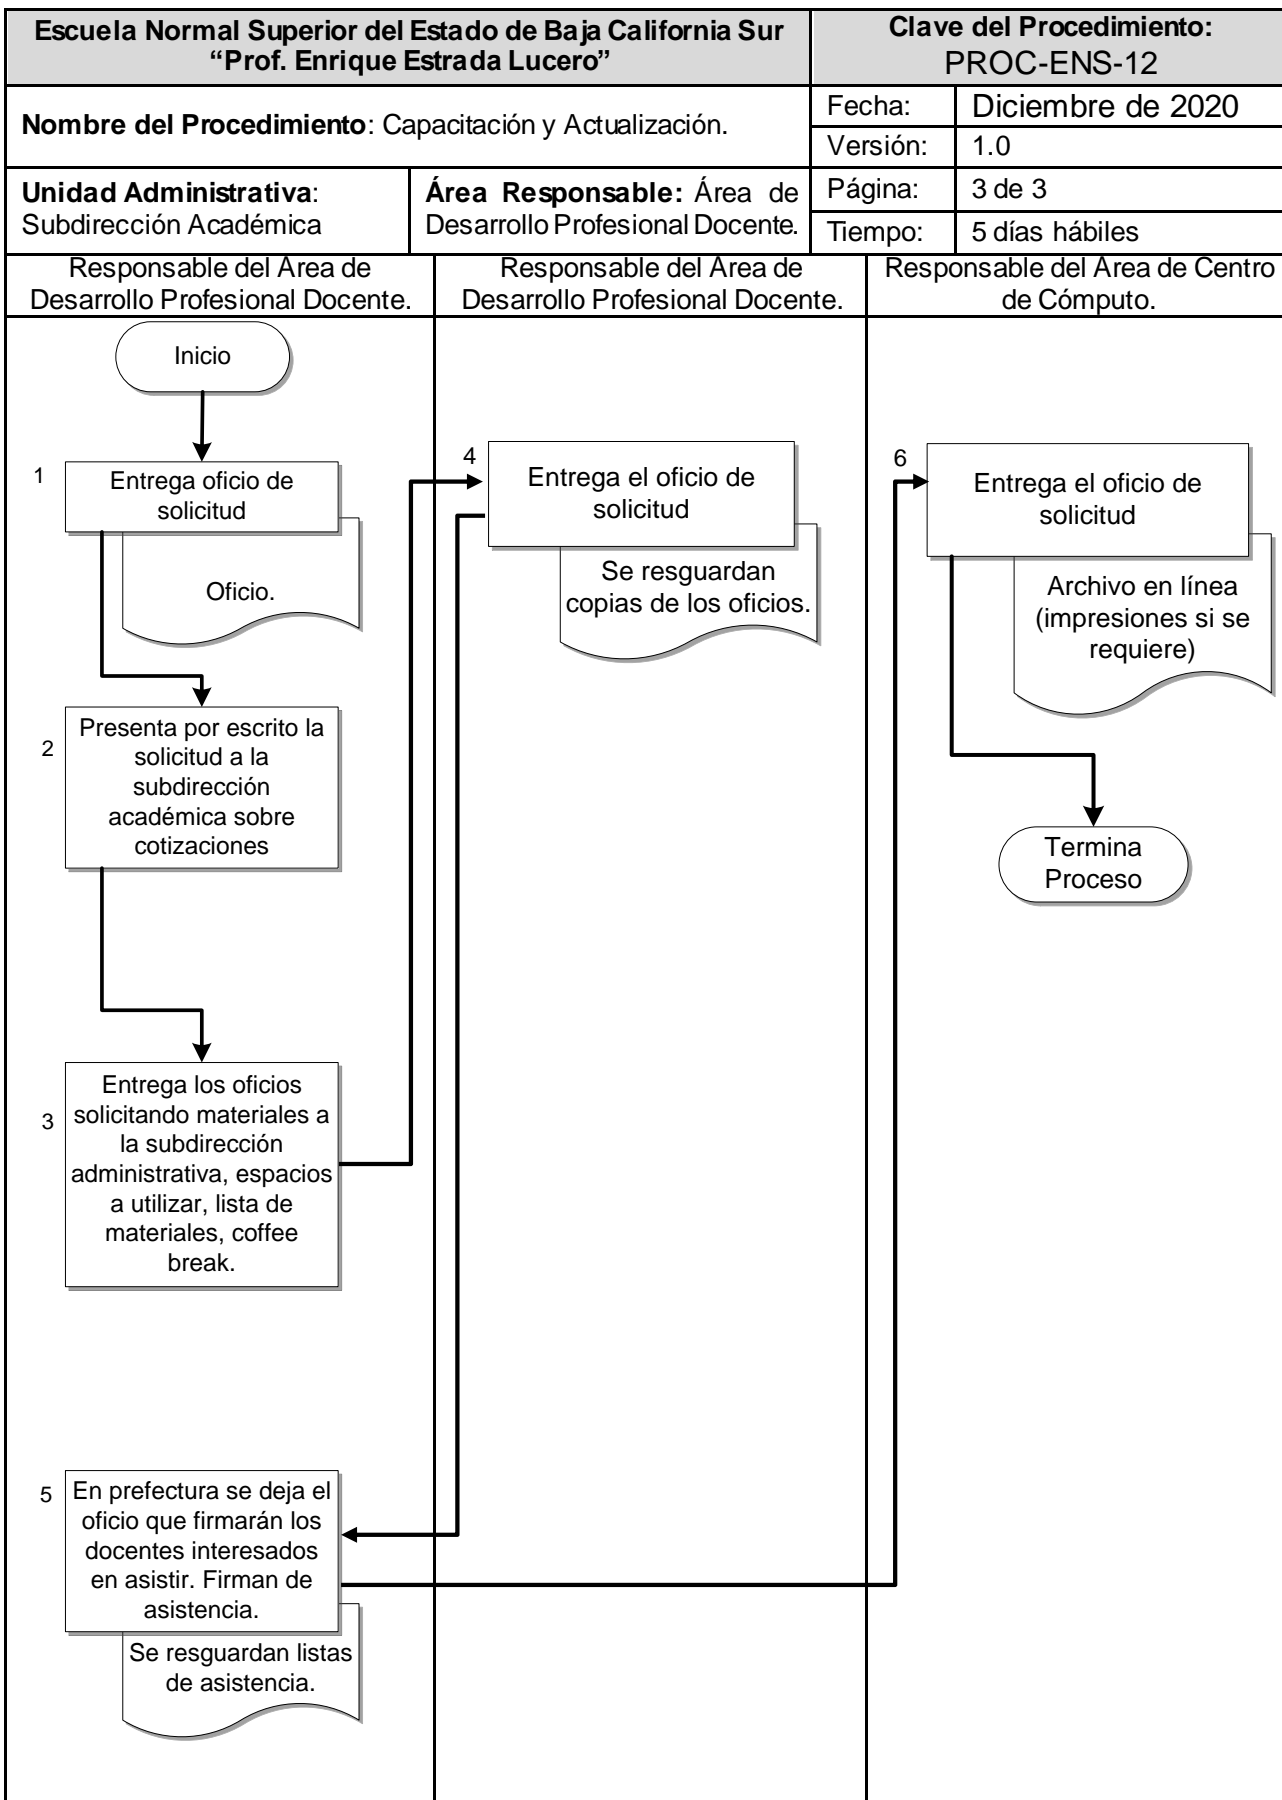 Escuela Normal Superior del Estado de Baja California Sur
“Prof. Enrique Estrada Lucero”
Clave del Procedimiento:
PROC-ENS-12
Nombre del Procedimiento: Capacitación y Actualización.
Fecha:
Diciembre de 2020
Versión:
1.0
Unidad Administrativa:
Subdirección Académica
Área Responsable: Área de
Desarrollo Profesional Docente.
Página:
3 de 3
Tiempo:
5 días hábiles
Responsable del Área de
Desarrollo Profesional Docente.
Responsable del Área de
Desarrollo Profesional Docente.
Responsable del Área de Centro
de Cómputo.
Inicio
1
Entrega oficio de
solicitud
Oficio.
2
Presenta por escrito la
solicitud a la
subdirección
académica sobre
cotizaciones
3
Entrega los oficios
solicitando materiales a
la subdirección
administrativa, espacios
a utilizar, lista de
materiales, coffee
break.
4
Entrega el oficio de
solicitud
Se resguardan
copias de los oficios.
5
En prefectura se deja el
oficio que firmarán los
docentes interesados
en asistir. Firman de
asistencia.
Se resguardan listas
de asistencia.
6
Entrega el oficio de
solicitud
Archivo en línea
(impresiones si se
requiere)
Termina
Proceso